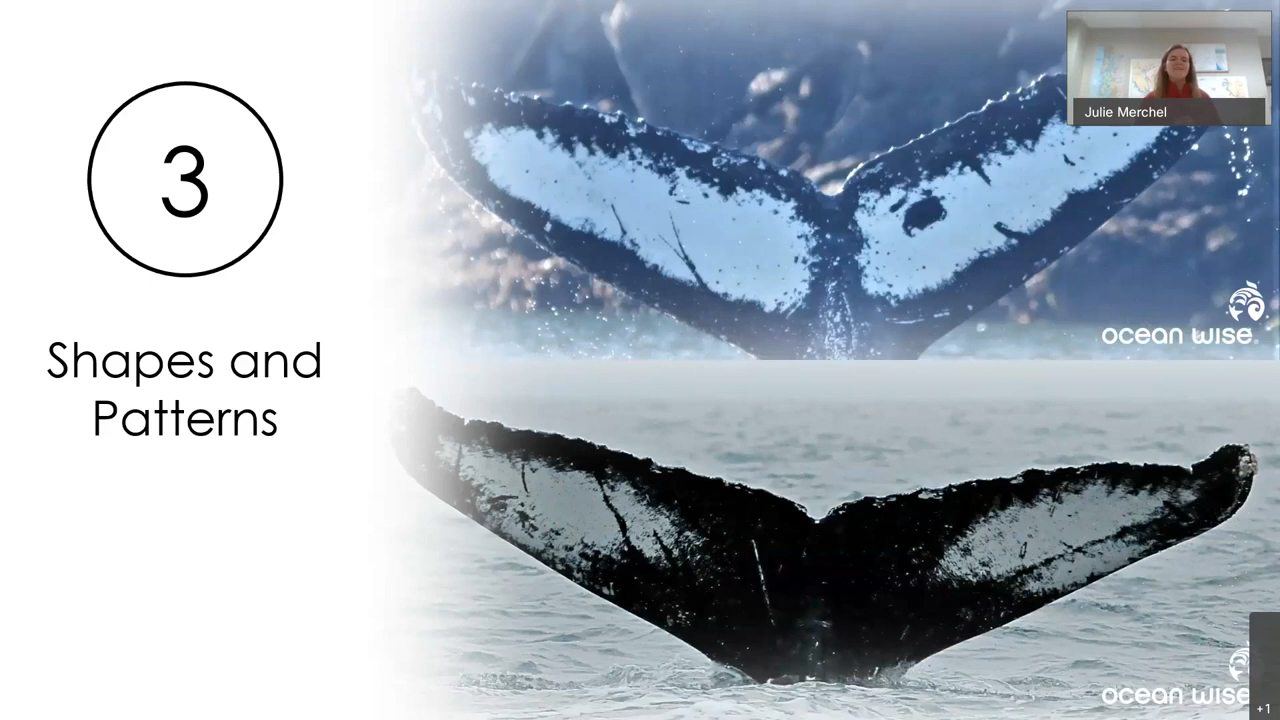 3
Shapes and
Patterns
Julie Merchel
ocean wise
ocean wise
+1